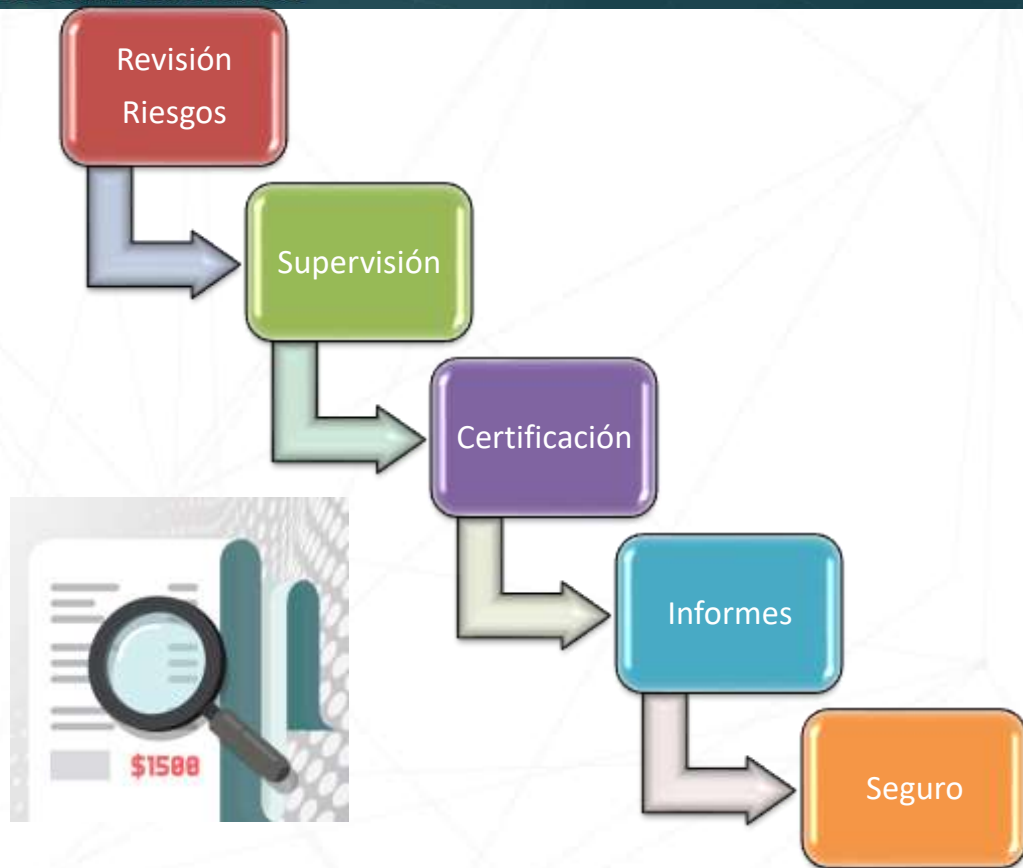 Revisión
Riesgos
Supervisión
Certificación
Informes
$1500
Seguro